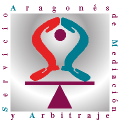 Servicio
Aragonés
de Mediación
y Arbitraje